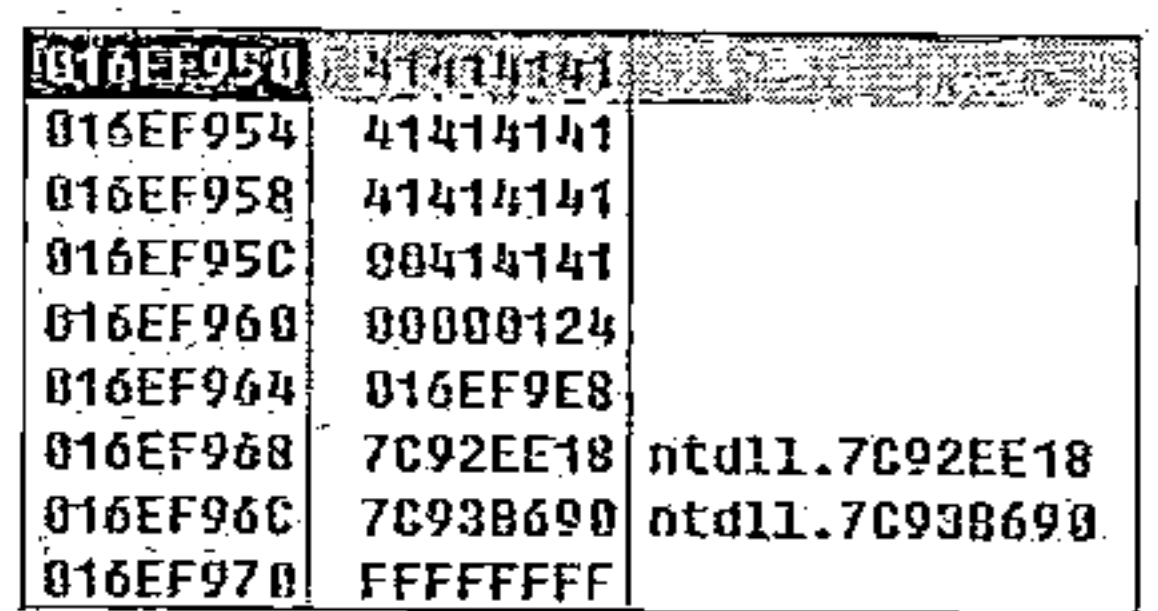 016EF950 41414141
016EF954 41414141
016EF958 41414141
016EF95C 00414141
016EF960 00000124
016EF964 016EF9E8
016EF968 7C92EE18 ntdll.7C92EE18
016EF96C 7C93B690 ntdll.7C93B690
016EF970 FFFFFFFF